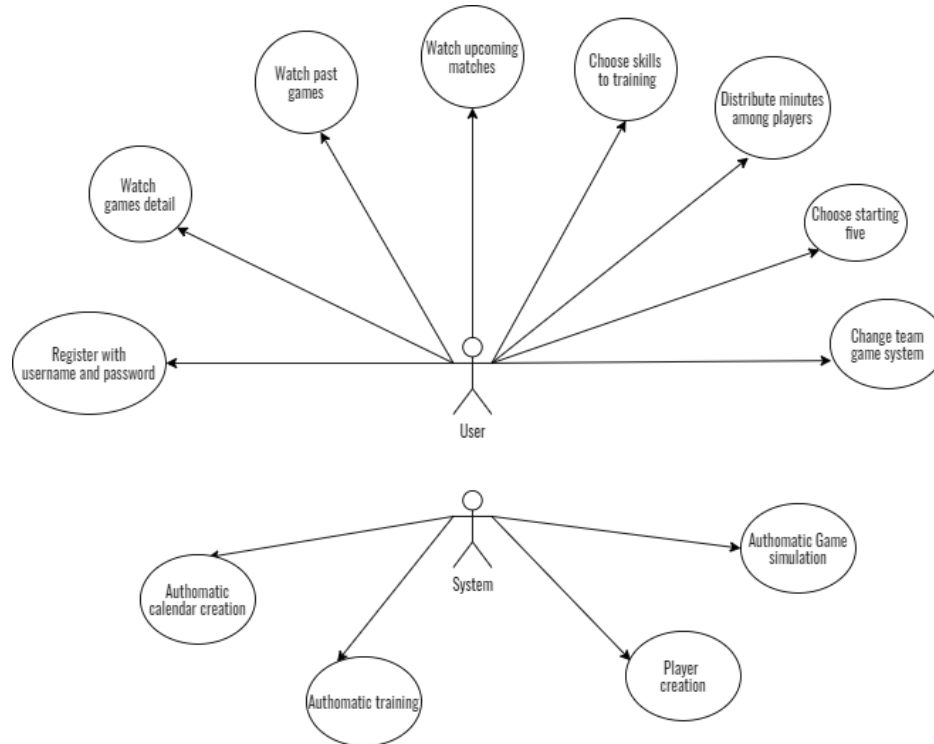 Watch upcoming
matches
Choose skills
to training
Watch past
games
Distribute minutes
among players
Watch
games detail
Choose starting
five
Register with
username and password
Change team
game system
User
System
Authomatic Game
simulation
Authomatic
calendar creation
Player
creation
Authomatic training